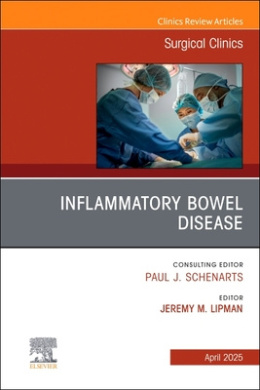 Clinics Review Articles
Surgical Clinics
INFLAMMATORY BOWEL
DISEASE
CONSULTING EDITOR
PAUL J. SCHENARTS
EDITOR
JEREMY M. LIPMAN
ELSEVIER
April 2025